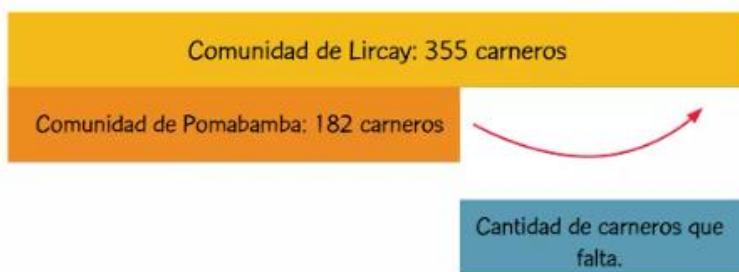 Comunidad de Lircay: 355 carneros
Comunidad de Pomabamba: 182 carneros
Cantidad de carneros que
falta.